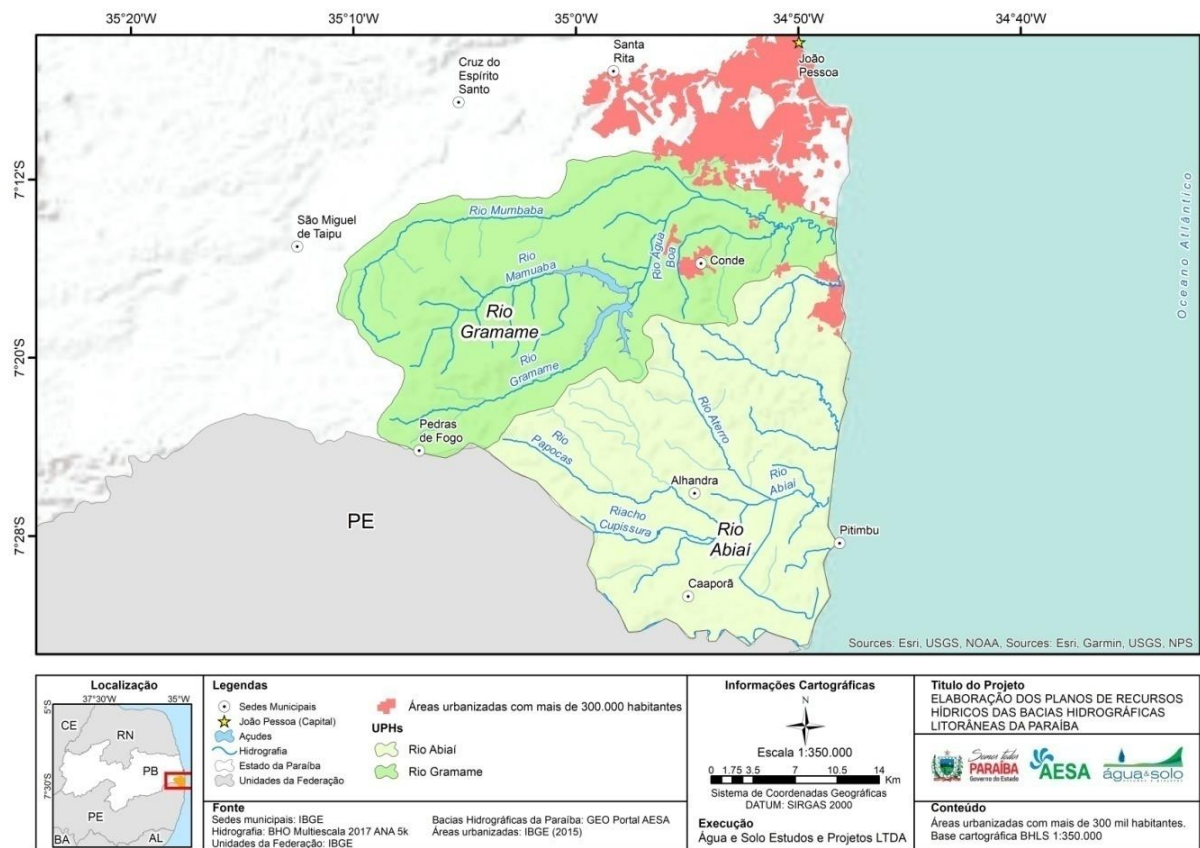 35°20'W
35°10'W
35°0'W
34°50'W
34°40'W
Santa
Rita
João
Pessoa
Cruz do
Espírito
Santo
7°12'S
Rio Mumbaba
São Miguel
de Taipu
Rio Água
Boa
Conde
Rio
Mamuaba
Oceano Atlântico
Rio
Gramame
7°20'S
Rio
Gramame
Rio Aterro
Pedras
de Fogo
Rio
Papocas
Alhandra
Rio
Abiai
Riacho
Cupissura
PE
7°28'S
Rio
Abiaí
Pitimbu
Caaporã
Sources: Esri, USGS, NOAA, Sources: Esri, Garmin, USGS, NPS
Localização
37°30'W 35°W
5°S
CE
RN
PB
7°30'S
PE
BA
AL
Legendas
Sedes Municipais
João Pessoa (Capital)
Açudes
Hidrografia
Estado da Paraíba
Unidades da Federação
Áreas urbanizadas com mais de 300.000 habitantes
UPHs
Rio Abiaí
Rio Gramame
Fonte
Sedes municipais: IBGE
Hidrografia: BHO Multiescala 2017 ANA 5k
Unidades da Federação: IBGE
Bacias Hidrográficas da Paraíba: GEO Portal AESA
Áreas urbanizadas: IBGE (2015)
Informações Cartográficas
N
Escala 1:350.000
0 1.75 3.5 7 10.5 14
Km
Sistema de Coordenadas Geográficas
DATUM: SIRGAS 2000
Execução
Água e Solo Estudos e Projetos LTDA
Titulo do Projeto
ELABORAÇÃO DOS PLANOS DE RECURSOS
HÍDRICOS DAS BACIAS HIDROGRÁFICAS
LITORÂNEAS DA PARAÍBA
Somos todos
PARAÍBA
Governo do Estado
AESA
água&solo
Conteúdo
Áreas urbanizadas com mais de 300 mil habitantes.
Base cartográfica BHLS 1:350.000